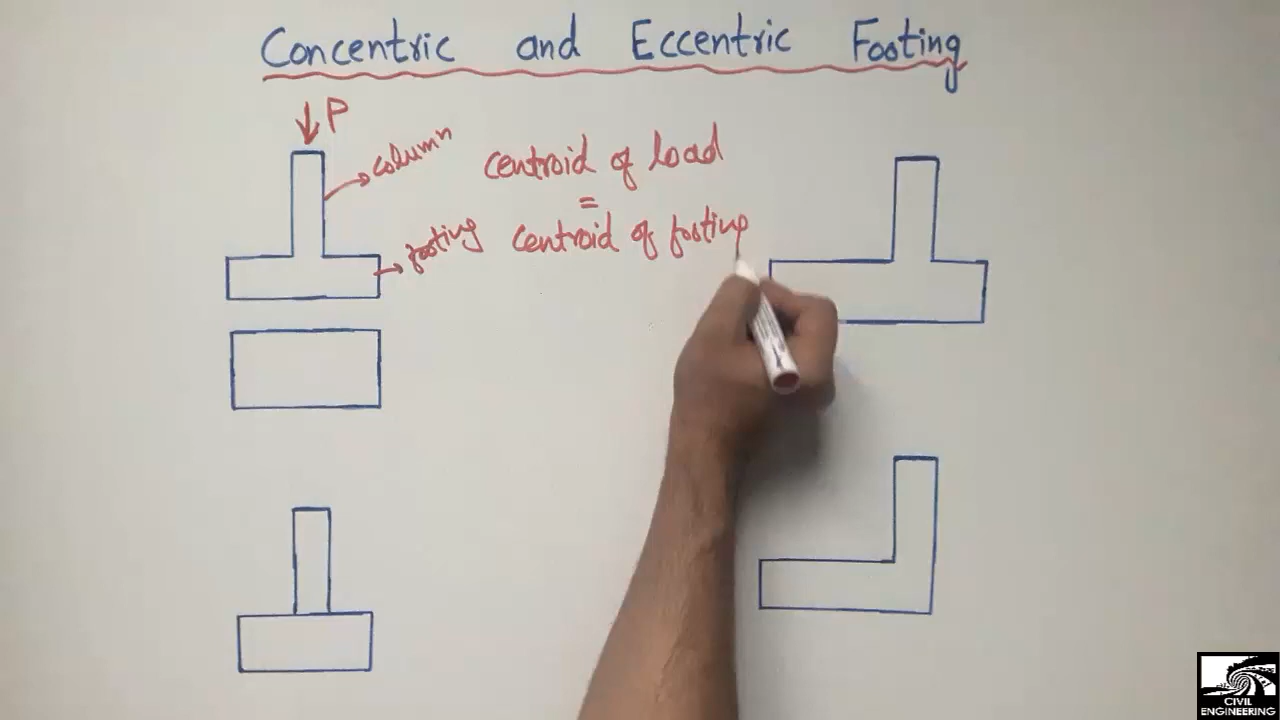 Concentric and Eccentric Footing
P
column
centroid of load
=
footing
centroid of footing
CIVIL
ENGINEERING